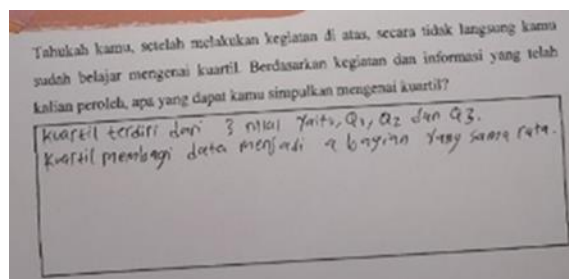 Tahukah kamu, setelah melakukan kegiatan di atas, secara tidak langsung kamu
sudah belajar mengenai kuartil. Berdasarkan kegiatan dan informasi yang telah
kalian peroleh, apa yang dapat kamu simpulkan mengenai kuartil?
Kuartil terdiri dari 3 nilai yaitu, Q1, Q2 dan Q3.
Kuartil membagi data menjadi 4 bagian yang sama rata.